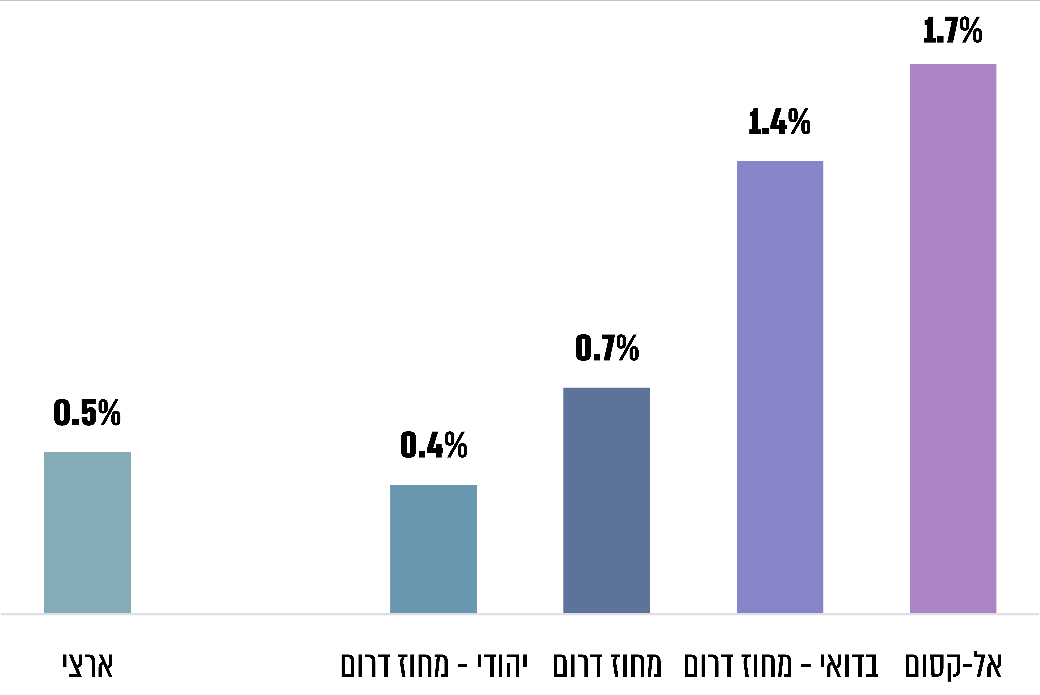 1.7%
1.4%
0.7%
0.4%
0.5%
אל-קסום
בדואי - מחוז דרום
מחוז דרום
יהודי - מחוז דרום
ארצי